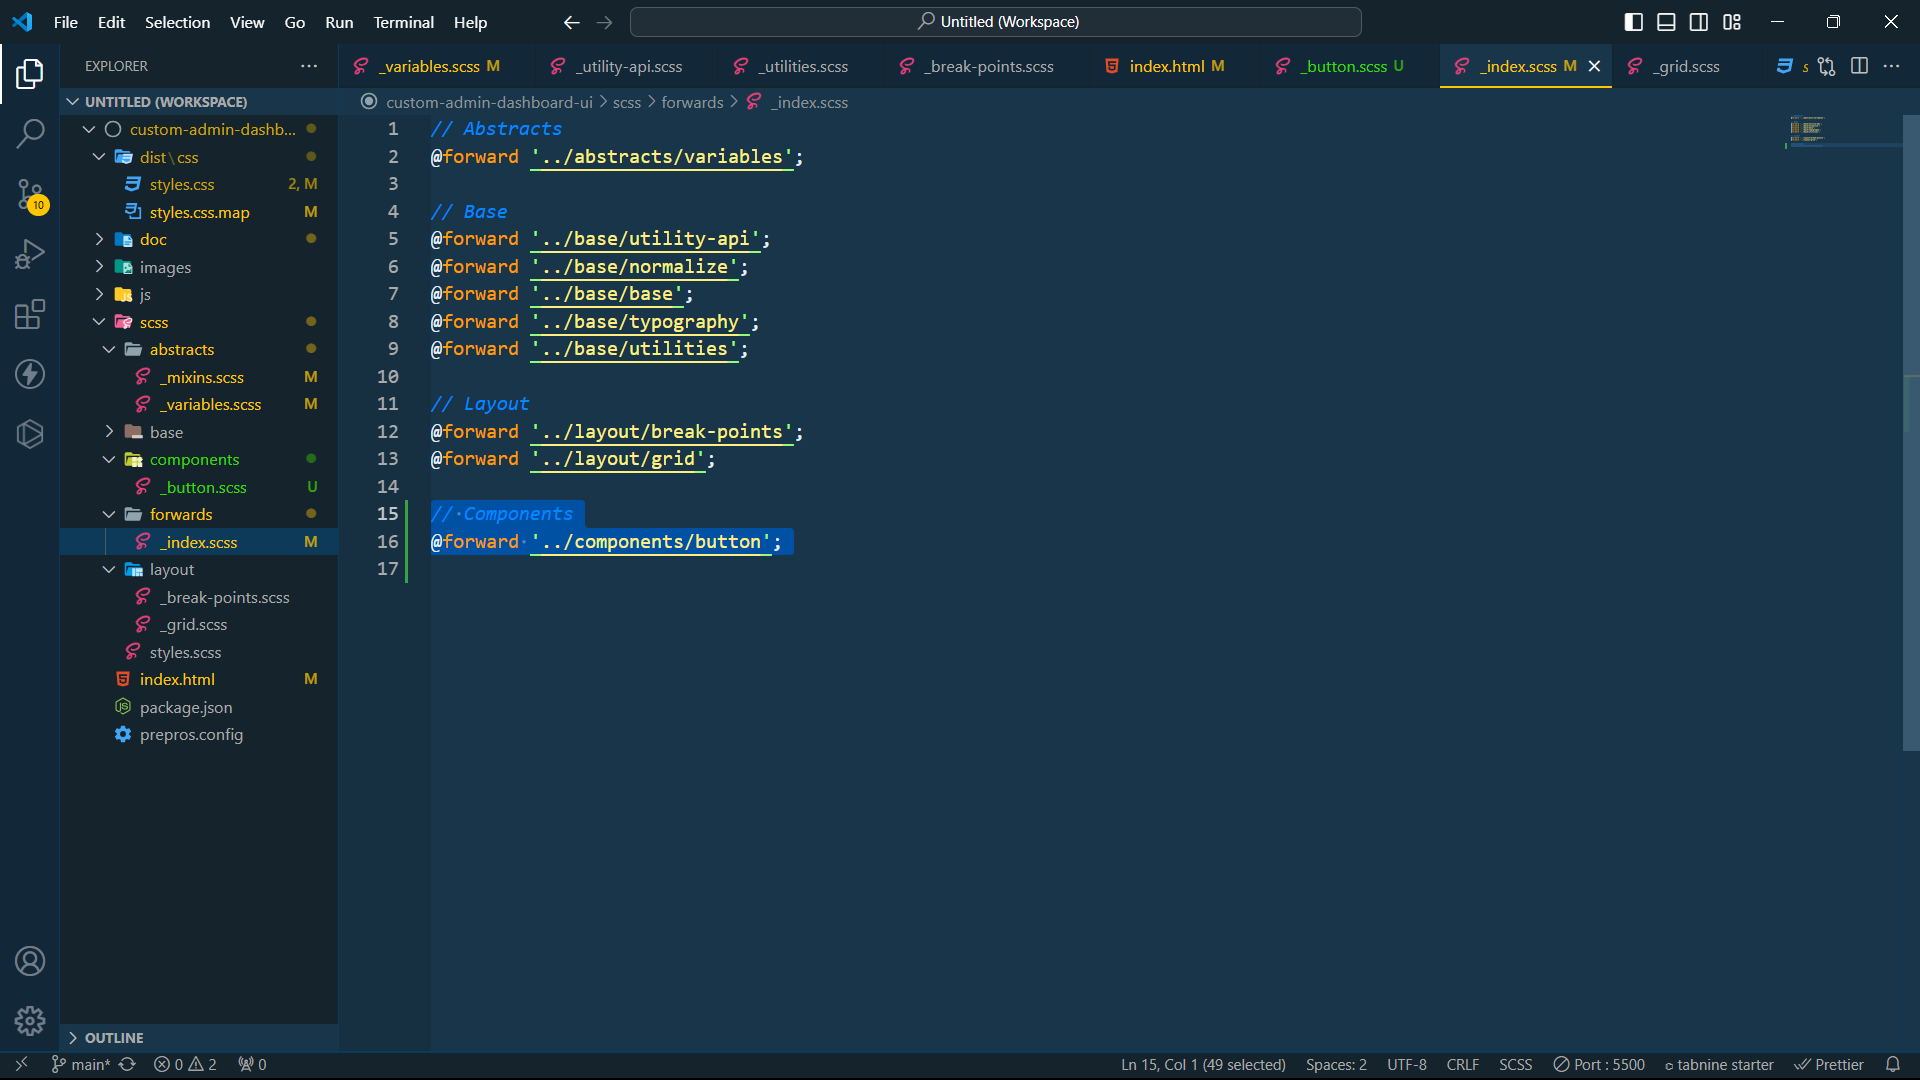 File Edit Selection View Go Run Terminal Help
Untitled (Workspace)
EXPLORER
_variables.scss M
_utility-api.scss
_utilities.scss
_break-points.scss
index.html M
_button.scss U
_index.scss M
_grid.scss
s
UNTITLED (WORKSPACE)
custom-admin-dashb...
dist\css
styles.css 2, M
styles.css.map M
doc
images
js
scss
abstracts
_mixins.scss M
_variables.scss M
base
components
_button.scss U
forwards
_index.scss M
layout
_break-points.scss
_grid.scss
styles.scss
index.html M
package.json
prepros.config
OUTLINE
10
custom-admin-dashboard-ui > scss > forwards > _index.scss
1 // Abstracts
2 @forward '../abstracts/variables';
3
4 // Base
5 @forward '../base/utility-api';
6 @forward '../base/normalize';
7 @forward '../base/base';
8 @forward '../base/typography';
9 @forward '../base/utilities';
10
11 // Layout
12 @forward '../layout/break-points';
13 @forward '../layout/grid';
14
15 // Components
16 @forward '../components/button';
17
main* 0 2 0
Ln 15, Col 1 (49 selected) Spaces: 2 UTF-8 CRLF SCSS Port : 5500 tabnine starter Prettier